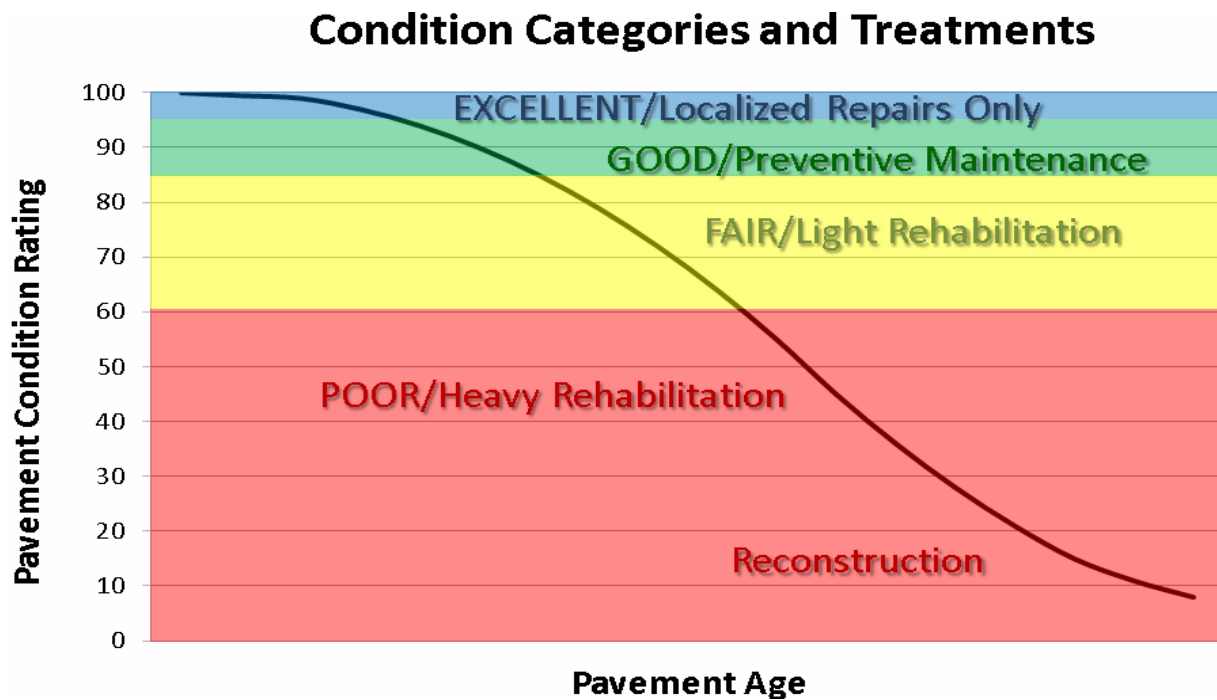 Condition Categories and Treatments
100
90
80
70
60
50
40
30
20
10
0
Pavement Condition Rating
EXCELLENT/Localized Repairs Only
GOOD/Preventive Maintenance
FAIR/Light Rehabilitation
POOR/Heavy Rehabilitation
Reconstruction
Pavement Age